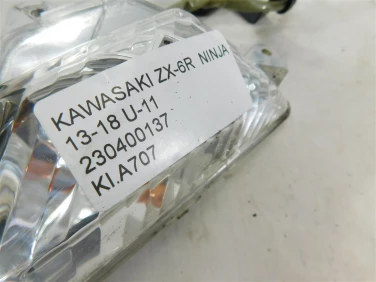 KAWASAKI ZX-6R NINJA
13-18 U-11
230400137
KI.A707